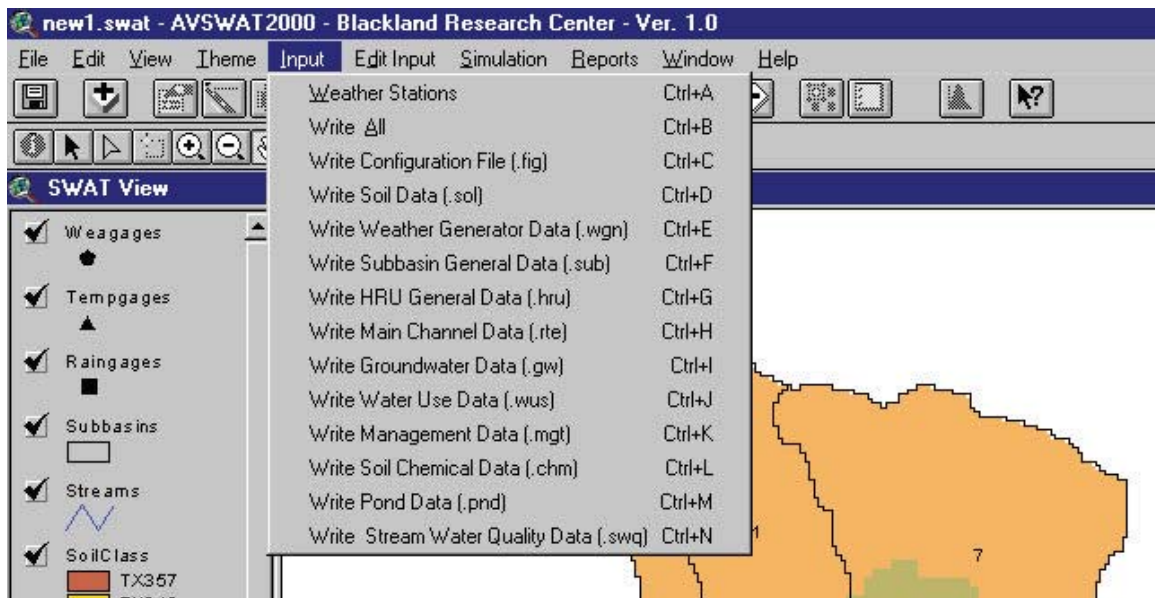 new1.swat - AVSWAT2000 - Blackland Research Center - Ver. 1.0
File Edit View Theme Input Edit Input Simulation Reports Window Help
Weather Stations Ctrl+A
Write All Ctrl+B
Write Configuration File (.fig) Ctrl+C
Write Soil Data (.sol) Ctrl+D
Write Weather Generator Data (.wgn) Ctrl+E
Write Subbasin General Data (.sub) Ctrl+F
Write HRU General Data (.hru) Ctrl+G
Write Main Channel Data (.rte) Ctrl+H
Write Groundwater Data (.gw) Ctrl+I
Write Water Use Data (.wus) Ctrl+J
Write Management Data (.mgt) Ctrl+K
Write Soil Chemical Data (.chm) Ctrl+L
Write Pond Data (.pnd) Ctrl+M
Write Stream Water Quality Data (.swq) Ctrl+N
SWAT View
Weagages
Tempgages
Raingages
Subbasins
Streams
SoilClass
TX357
1
7